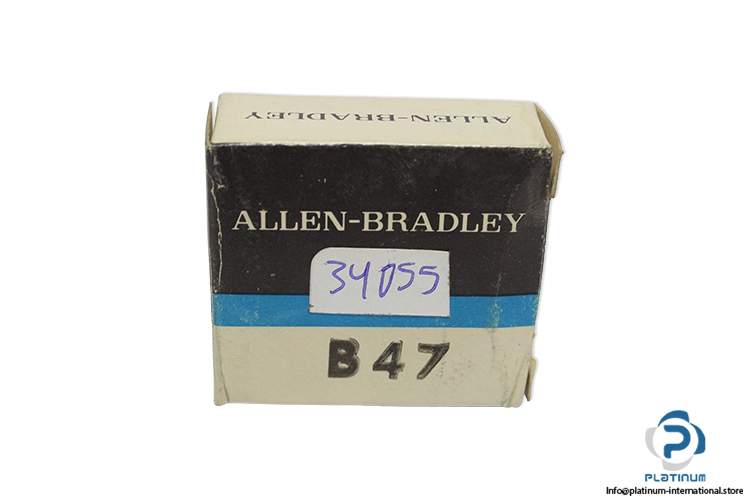 ALLEN-BRADLEY
ALLEN-BRADLEY
34055
B47
PLATINUM
Info@platinum-international.store